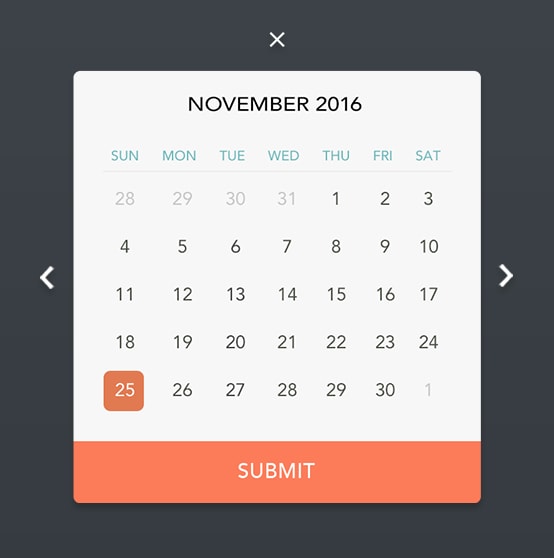 NOVEMBER 2016
SUN MON TUE WED THU FRI SAT
28 29 30 31 1 2 3
4 5 6 7 8 9 10
11 12 13 14 15 16 17
18 19 20 21 22 23 24
25 26 27 28 29 30 1
SUBMIT